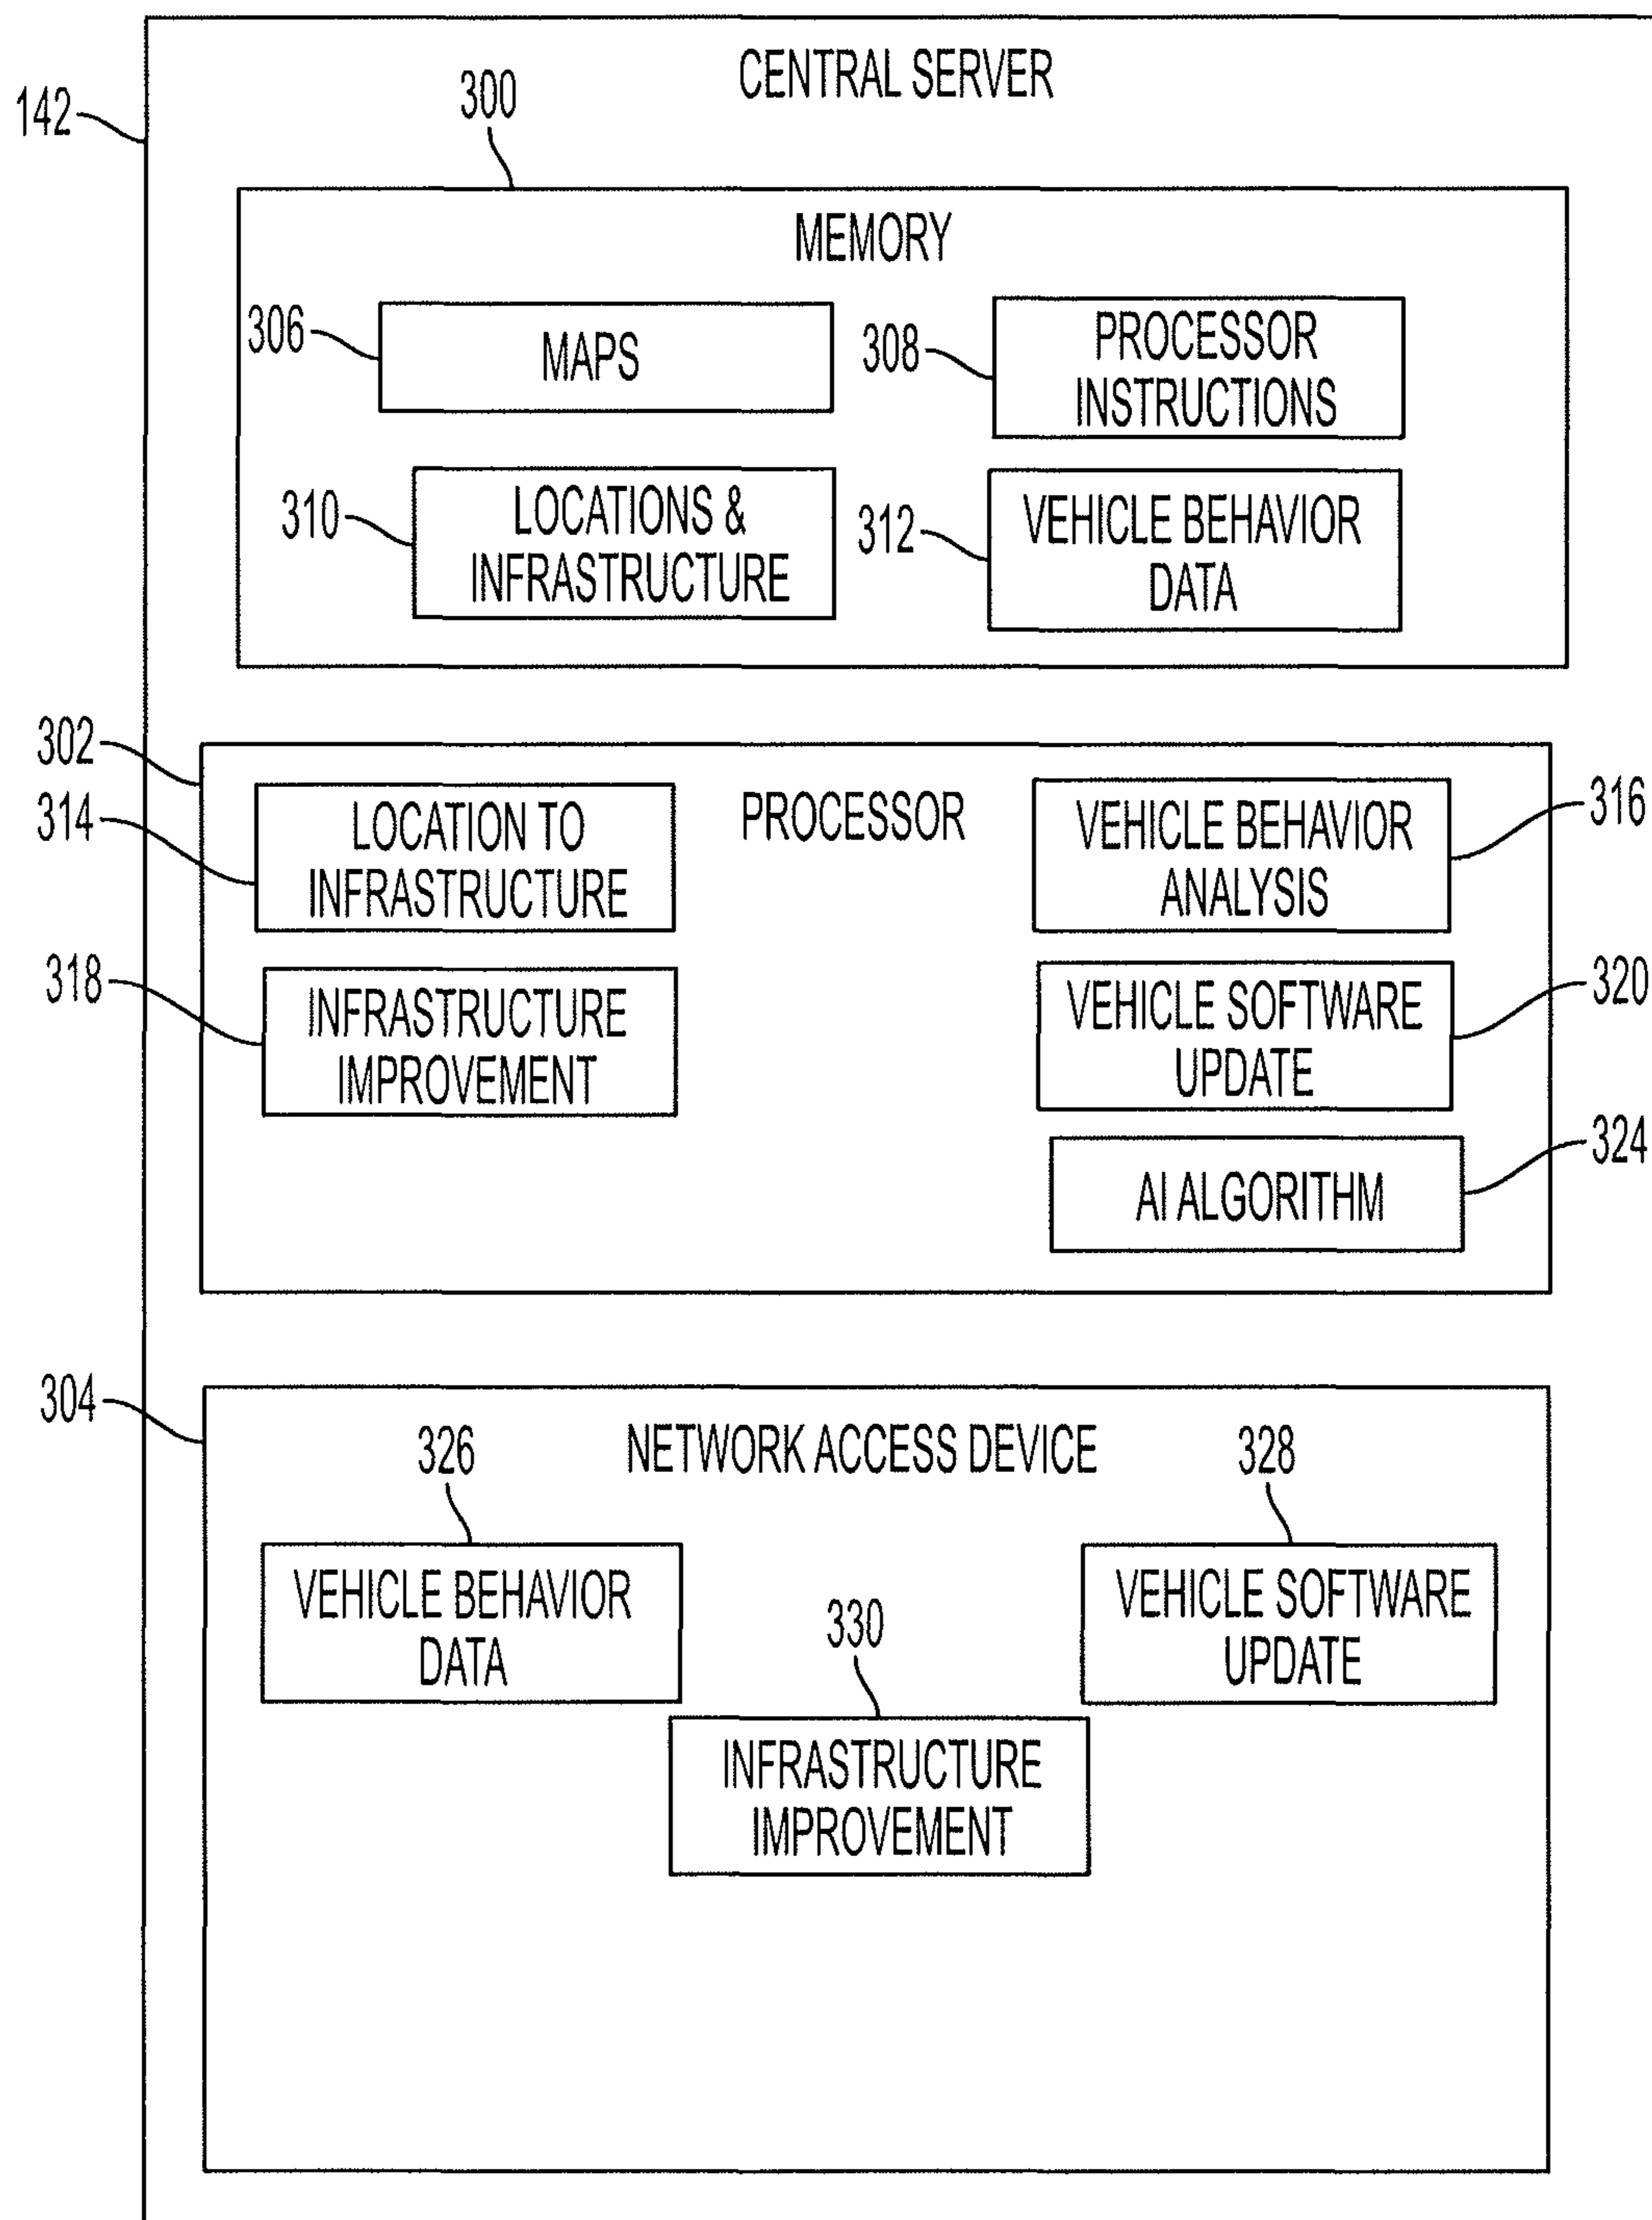 CENTRAL SERVER
142
300
MEMORY
306
MAPS
308
PROCESSOR
INSTRUCTIONS
310
LOCATIONS &
INFRASTRUCTURE
312
VEHICLE BEHAVIOR
DATA
302
PROCESSOR
314
LOCATION TO
INFRASTRUCTURE
VEHICLE BEHAVIOR
ANALYSIS
316
318
INFRASTRUCTURE
IMPROVEMENT
VEHICLE SOFTWARE
UPDATE
320
AI ALGORITHM
324
304
NETWORK ACCESS DEVICE
326
VEHICLE BEHAVIOR
DATA
328
VEHICLE SOFTWARE
UPDATE
330
INFRASTRUCTURE
IMPROVEMENT